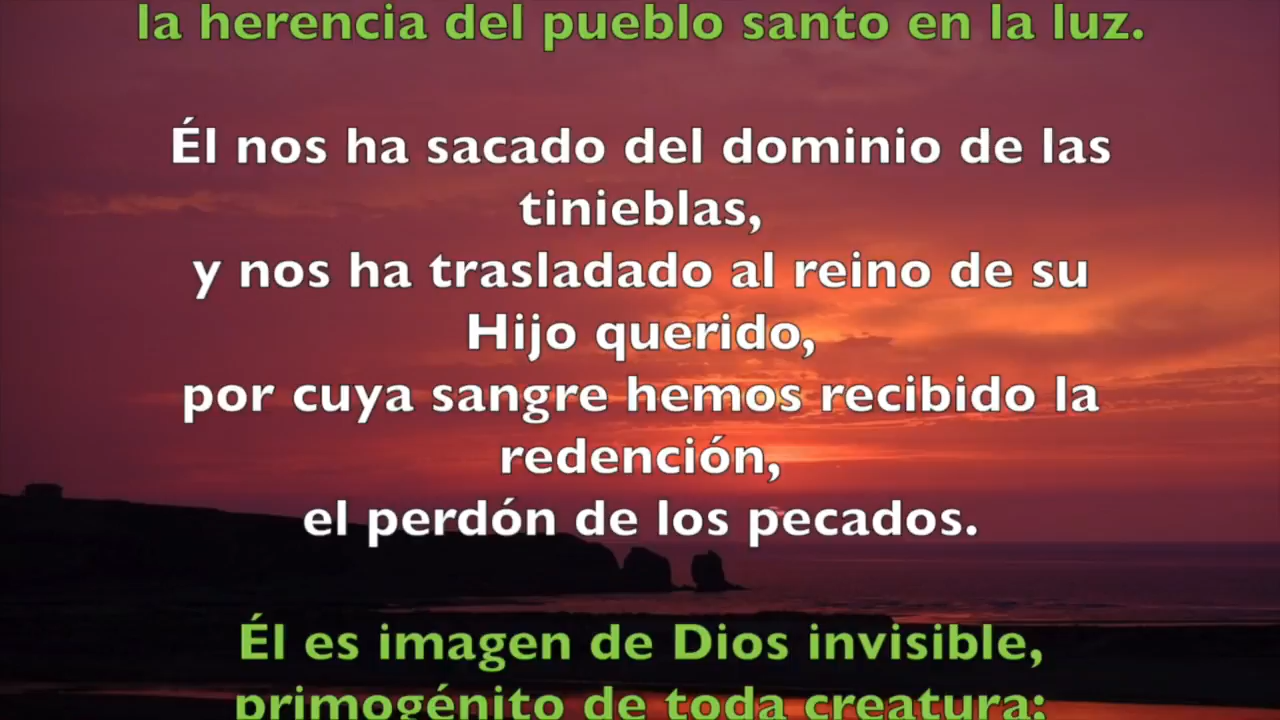 la herencia del pueblo santo en la luz.
Él nos ha sacado del dominio de las
tinieblas,
y nos ha trasladado al reino de su
Hijo querido,
por cuya sangre hemos recibido la
redención,
el perdón de los pecados.
Él es imagen de Dios invisible,
primogénito de toda creatura;